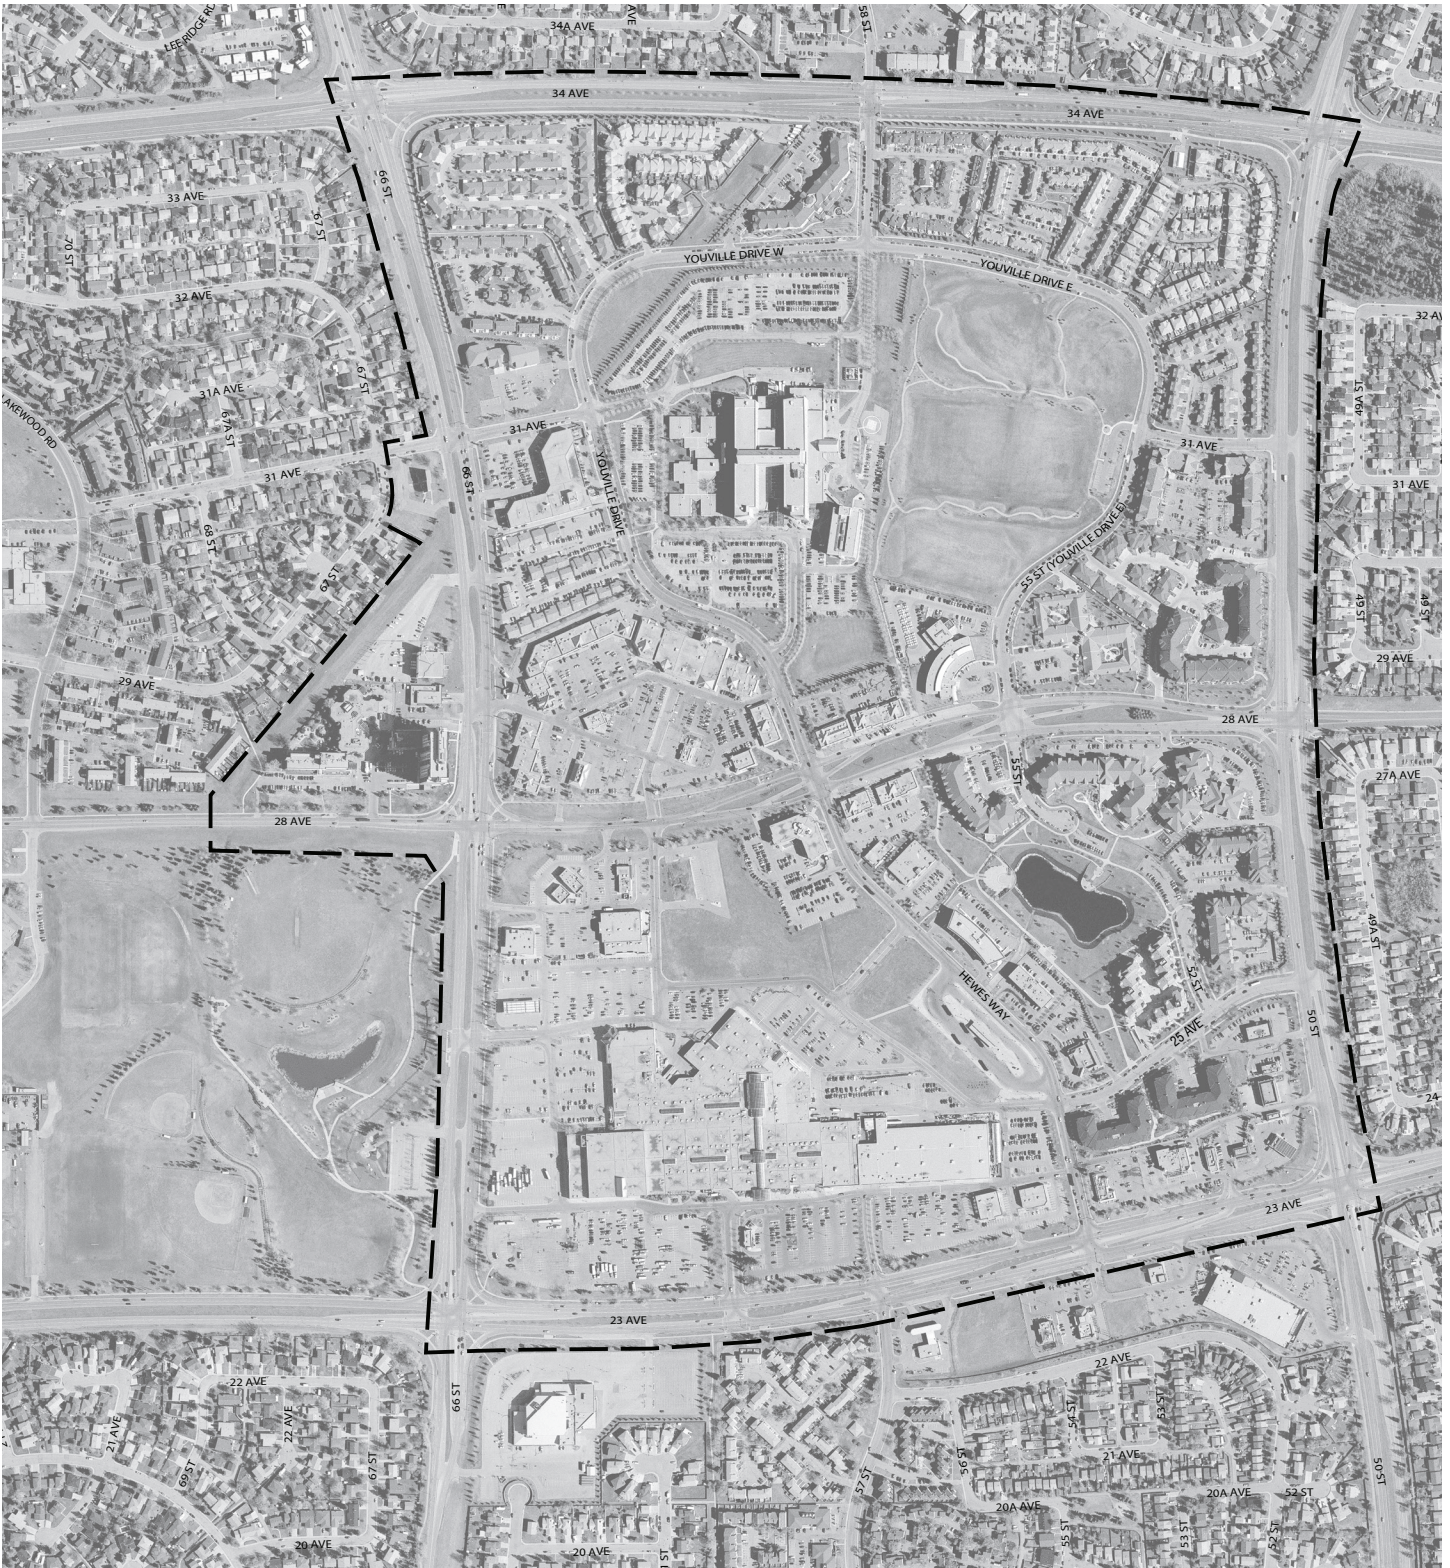 LEE RIDGE RD
34A AVE
AVE
58 ST
34 AVE
34 AVE
66 ST
33 AVE
67 ST
70 ST
YOUVILLE DRIVE W
YOUVILLE DRIVE E
32 AVE
32 AV
67 ST
31A AVE
49A ST
LAKEWOOD RD
67A ST
31 AVE
31 AVE
31 AVE
66 ST
31 AVE
YOUVILLE DRIVE
68 ST
55 ST (YOUVILLE DRIVE E)
67 ST
49 ST
49 ST
29 AVE
29 AVE
28 AVE
55 ST
27A AVE
28 AVE
49A ST
52 ST
HEWES WAY
50 ST
25 AVE
24
23 AVE
23 AVE
22 AVE
22 AVE
66 ST
54 ST
53 ST
21 AVE
22 AVE
67 ST
56 ST
21 AVE
69 ST
57 ST
50 ST
20A AVE
20A AVE
52 ST
55 ST
53 ST
52 ST
20 AVE
20 AVE